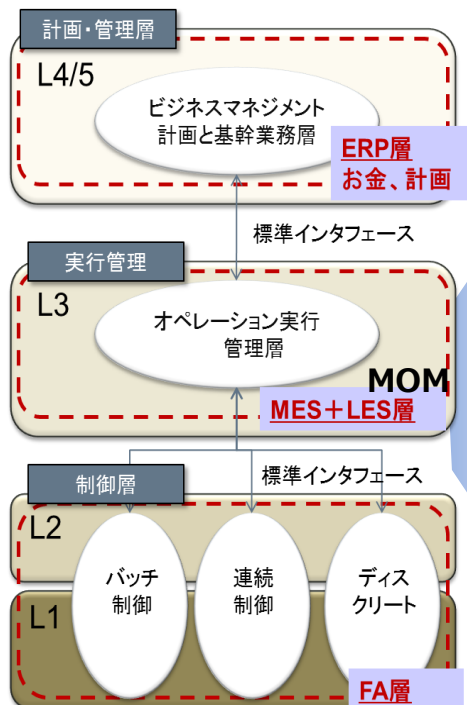 計画・管理層
L4/5
ビジネスマネジメント
計画と基幹業務層
ERP層
お金、計画
標準インタフェース
実行管理
L3
オペレーション実行
管理層
MOM
MES+LES層
制御層
標準インタフェース
L2
バッチ
制御
連続
制御
ディス
クリート
L1
FA層